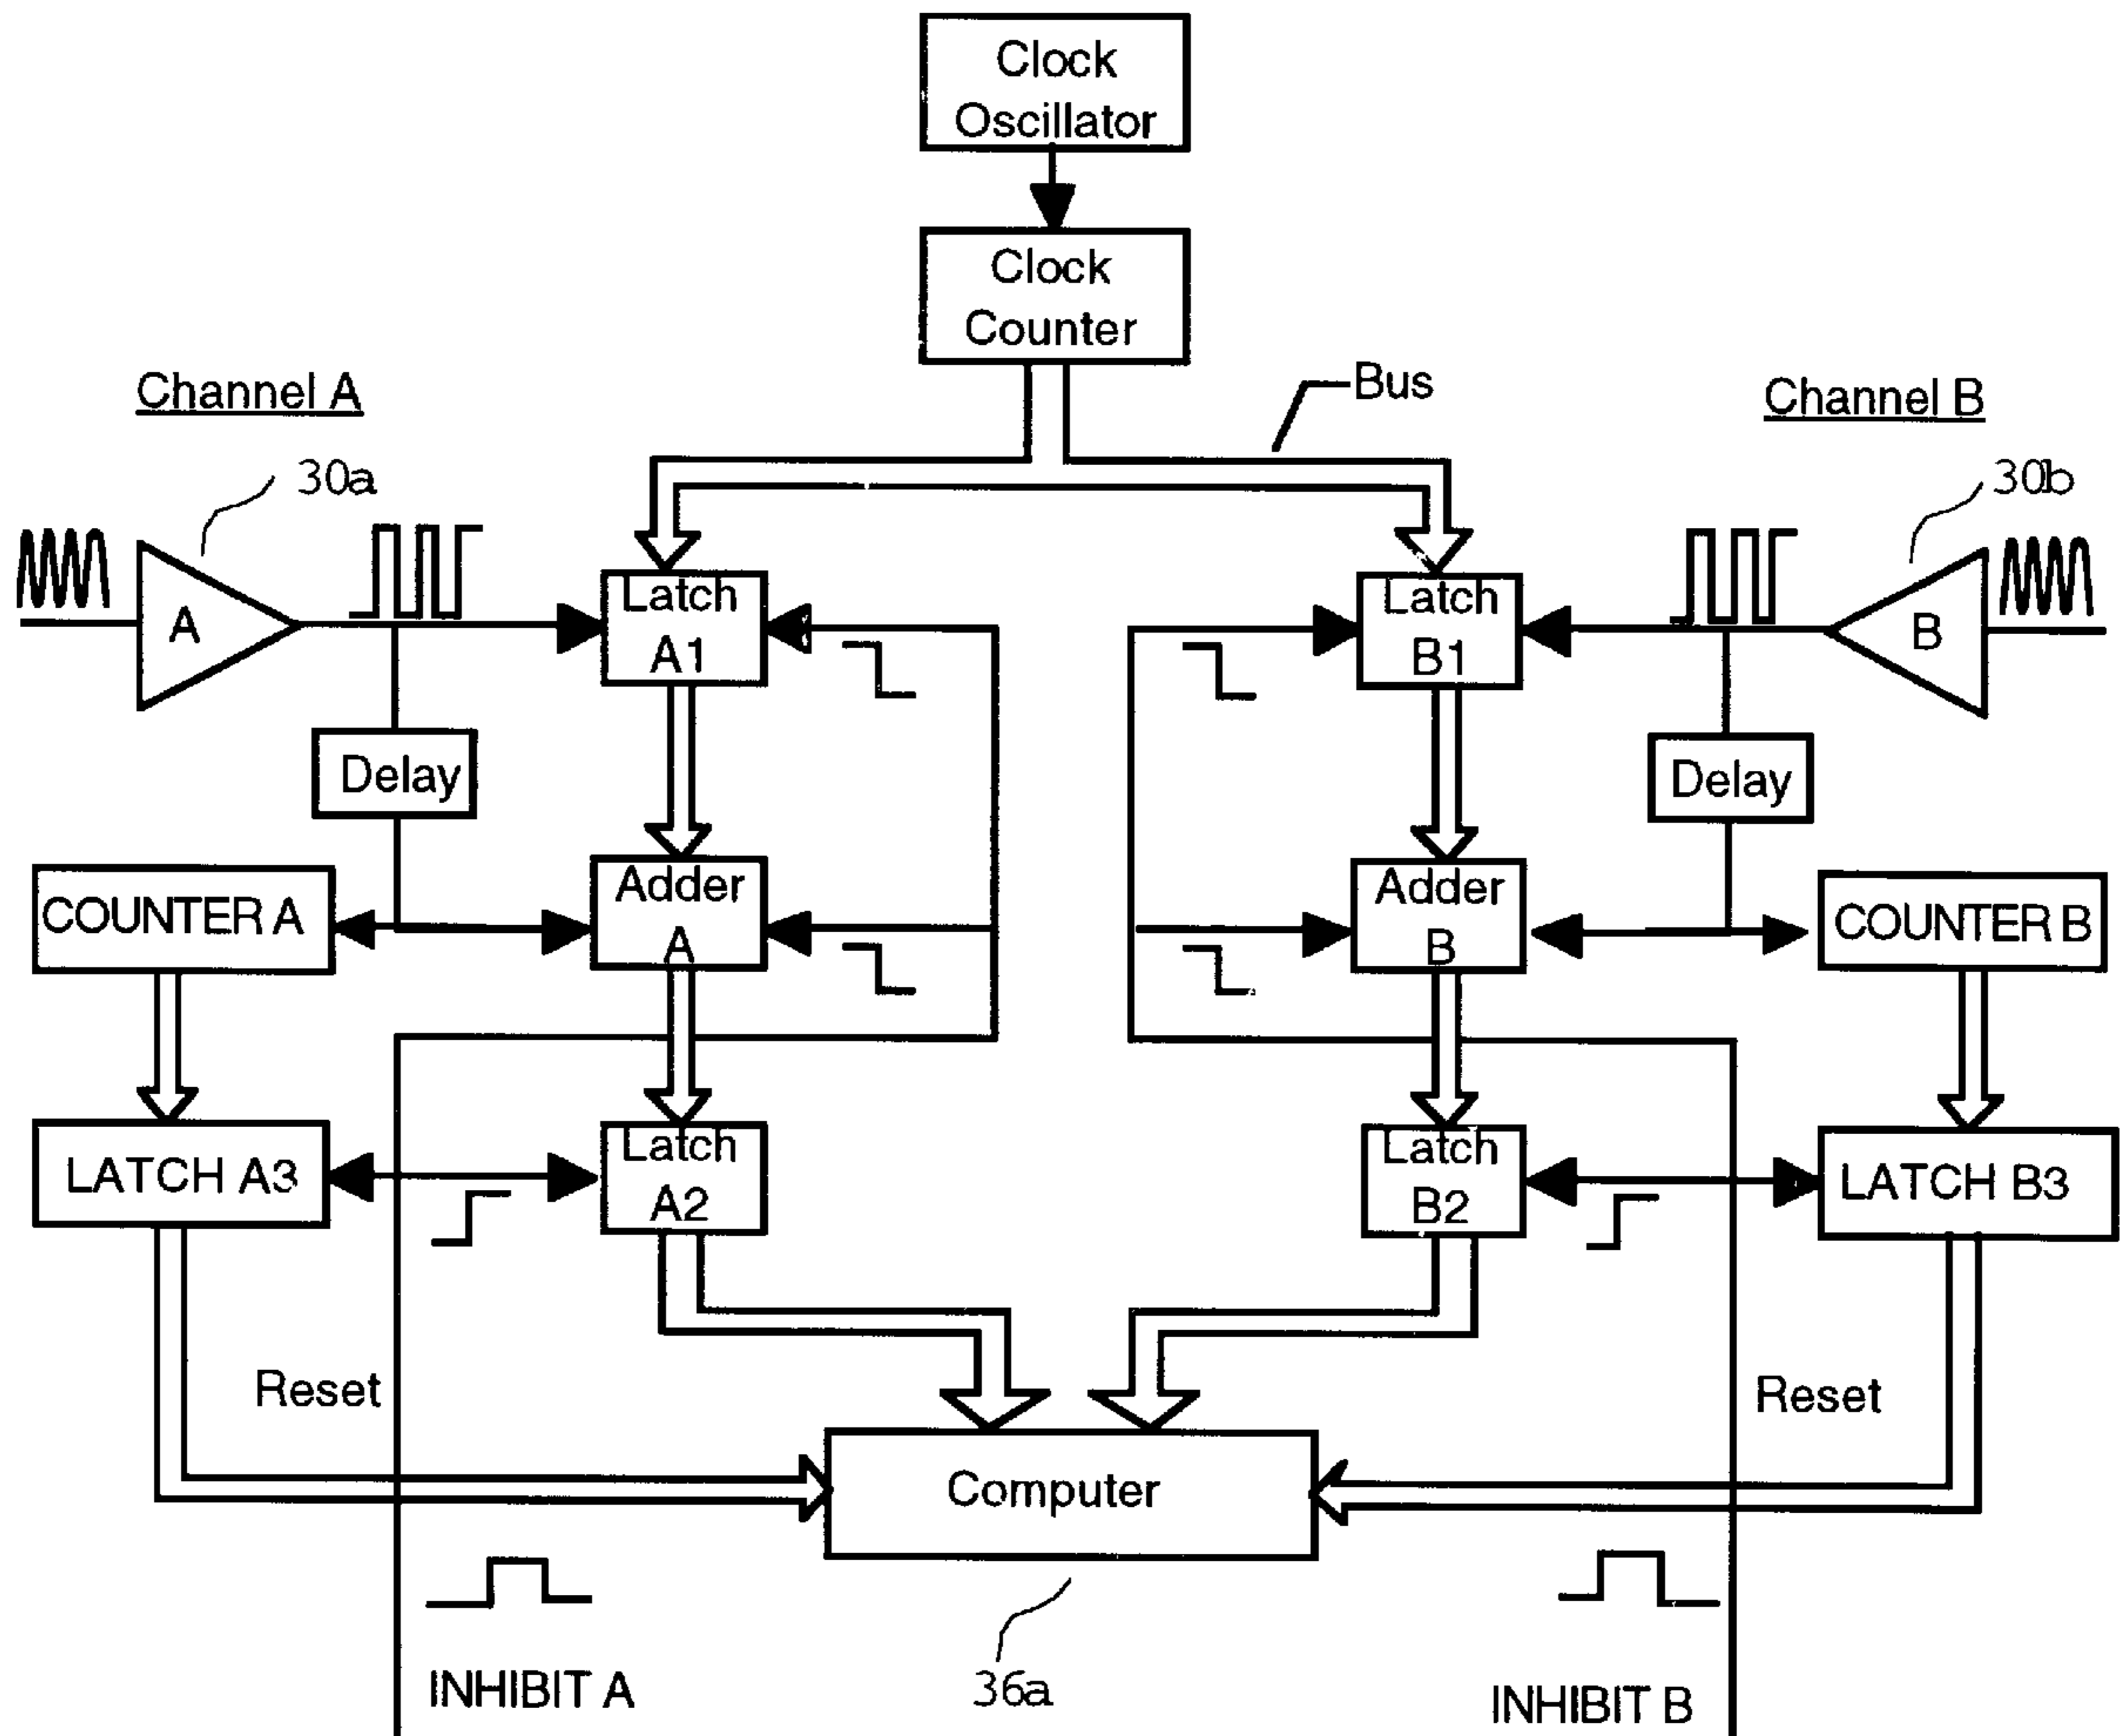 Clock
Oscillator
Clock
Counter
Bus
Channel A
Channel B
30a
30b
A
Latch
A1
Latch
B1
B
Delay
Delay
COUNTER A
Adder
A
Adder
B
COUNTER B
LATCH A3
Latch
A2
Latch
B2
LATCH B3
Reset
Reset
Computer
INHIBIT A
36a
INHIBIT B